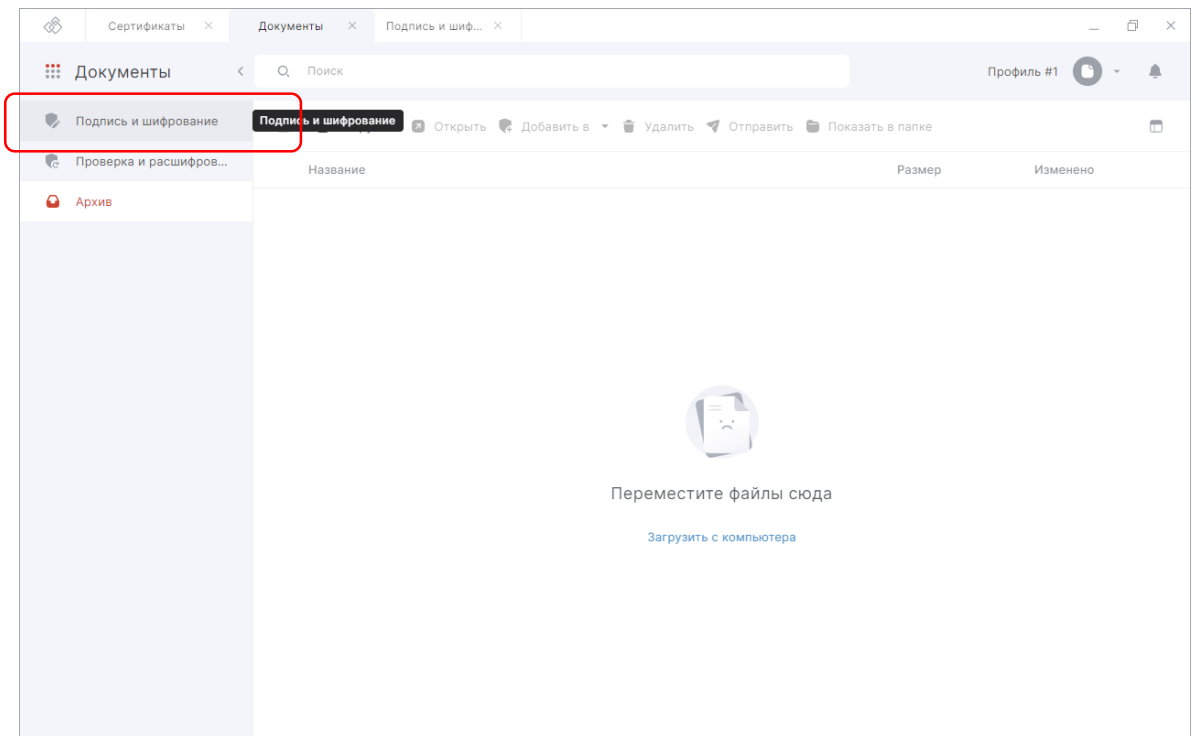 Сертификаты
Документы
Подпись и шиф...
Документы
Поиск
Профиль #1
Подпись и шифрование
Подпись и шифрование
Открыть
Добавить в
Удалить
Отправить
Показать в папке
Проверка и расшифров...
Название
Размер
Изменено
Архив
Переместите файлы сюда
Загрузить с компьютера